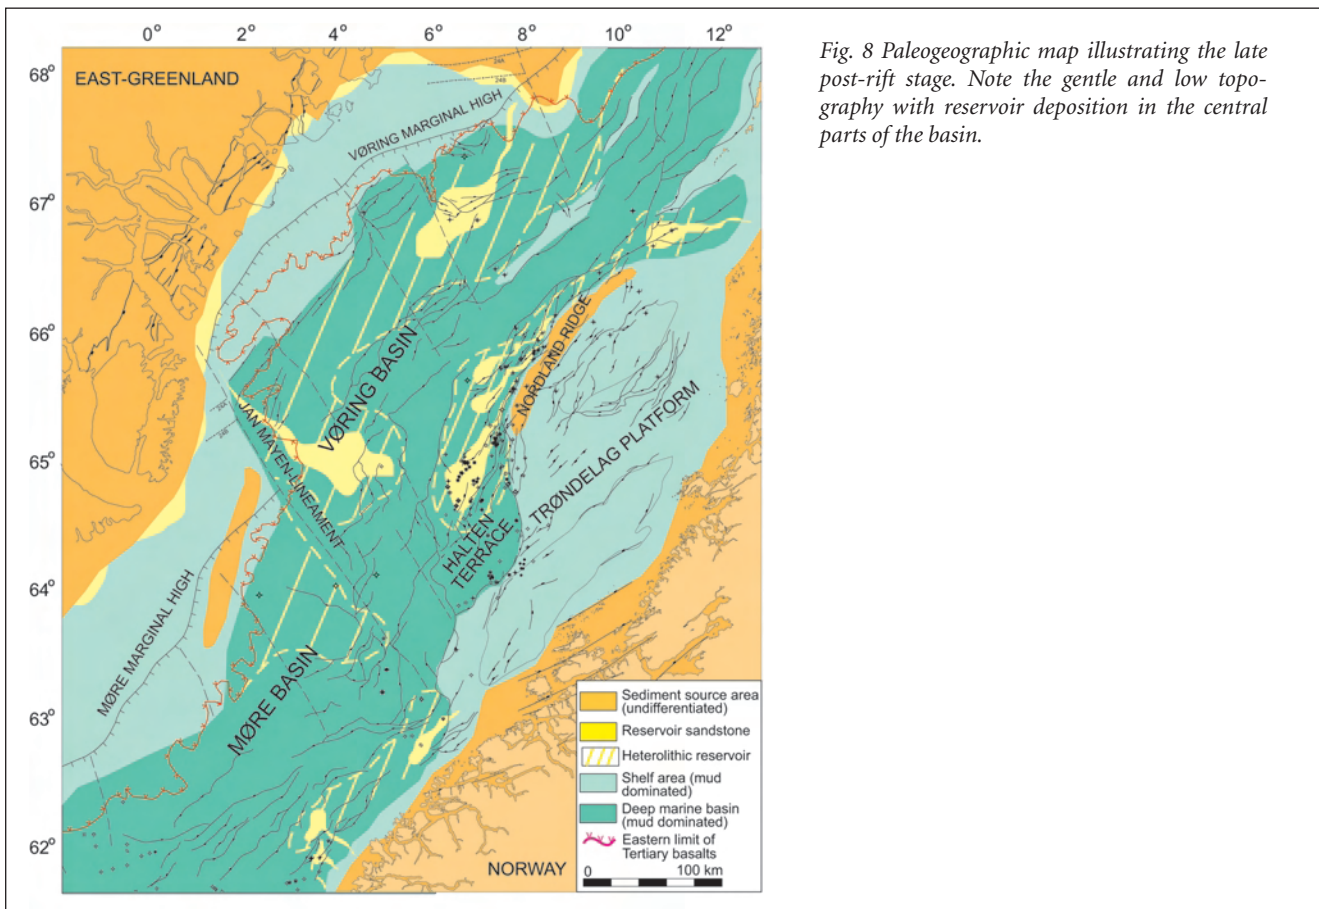 0° 2° 4° 6° 8° 10° 12°
68°
67°
66°
65°
64°
63°
62°
EAST-GREENLAND
VØRING MARGINAL HIGH
24A
24B
VØRING BASIN
NORDLAND RIDGE
JAN MAYEN-LINEAMENT
TRØNDELAG PLATFORM
HALTEN
TERRACE
MØRE MARGINAL HIGH
MØRE BASIN
NORWAY
Sediment source area
(undifferentiated)
Reservoir sandstone
Heterolithic reservoir
Shelf area (mud
dominated)
Deep marine basin
(mud dominated)
Eastern limit of
Tertiary basalts
0 100 km
Fig. 8 Paleogeographic map illustrating the late
post-rift stage. Note the gentle and low topo-
graphy with reservoir deposition in the central
parts of the basin.